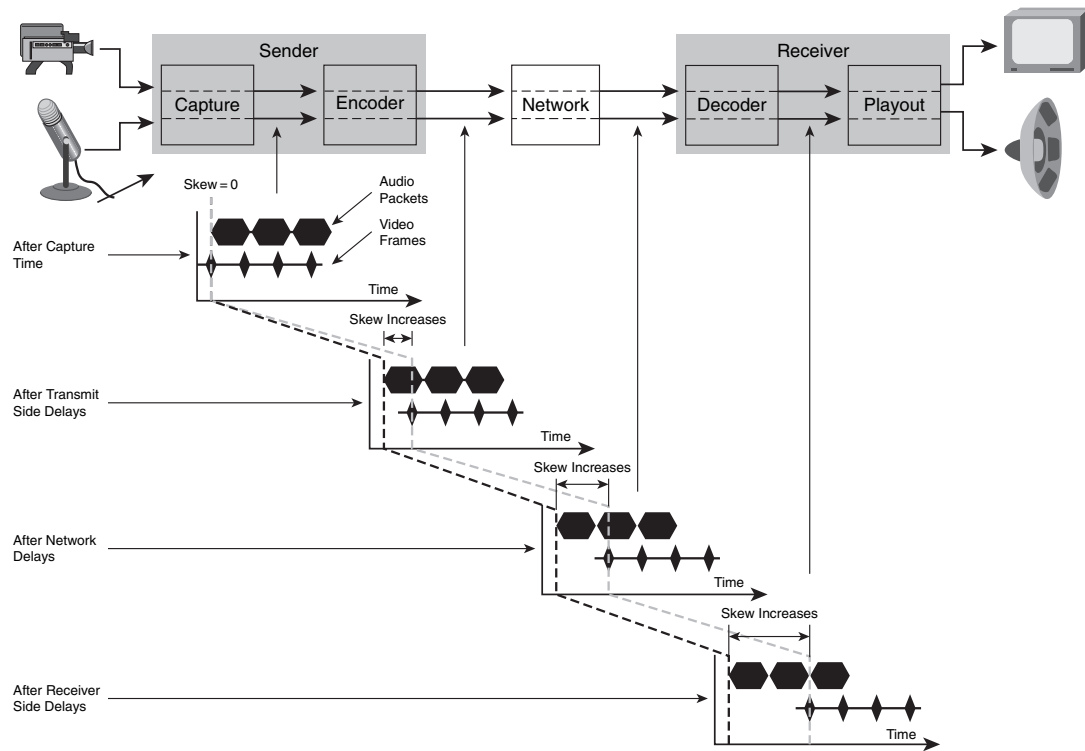 Sender
Receiver
Capture
Encoder
Network
Decoder
Playout
Skew = 0
Audio
Packets
Video
Frames
After Capture
Time
Time
Skew Increases
After Transmit
Side Delays
Time
Skew Increases
After Network
Delays
Time
Skew Increases
After Receiver
Side Delays
Time